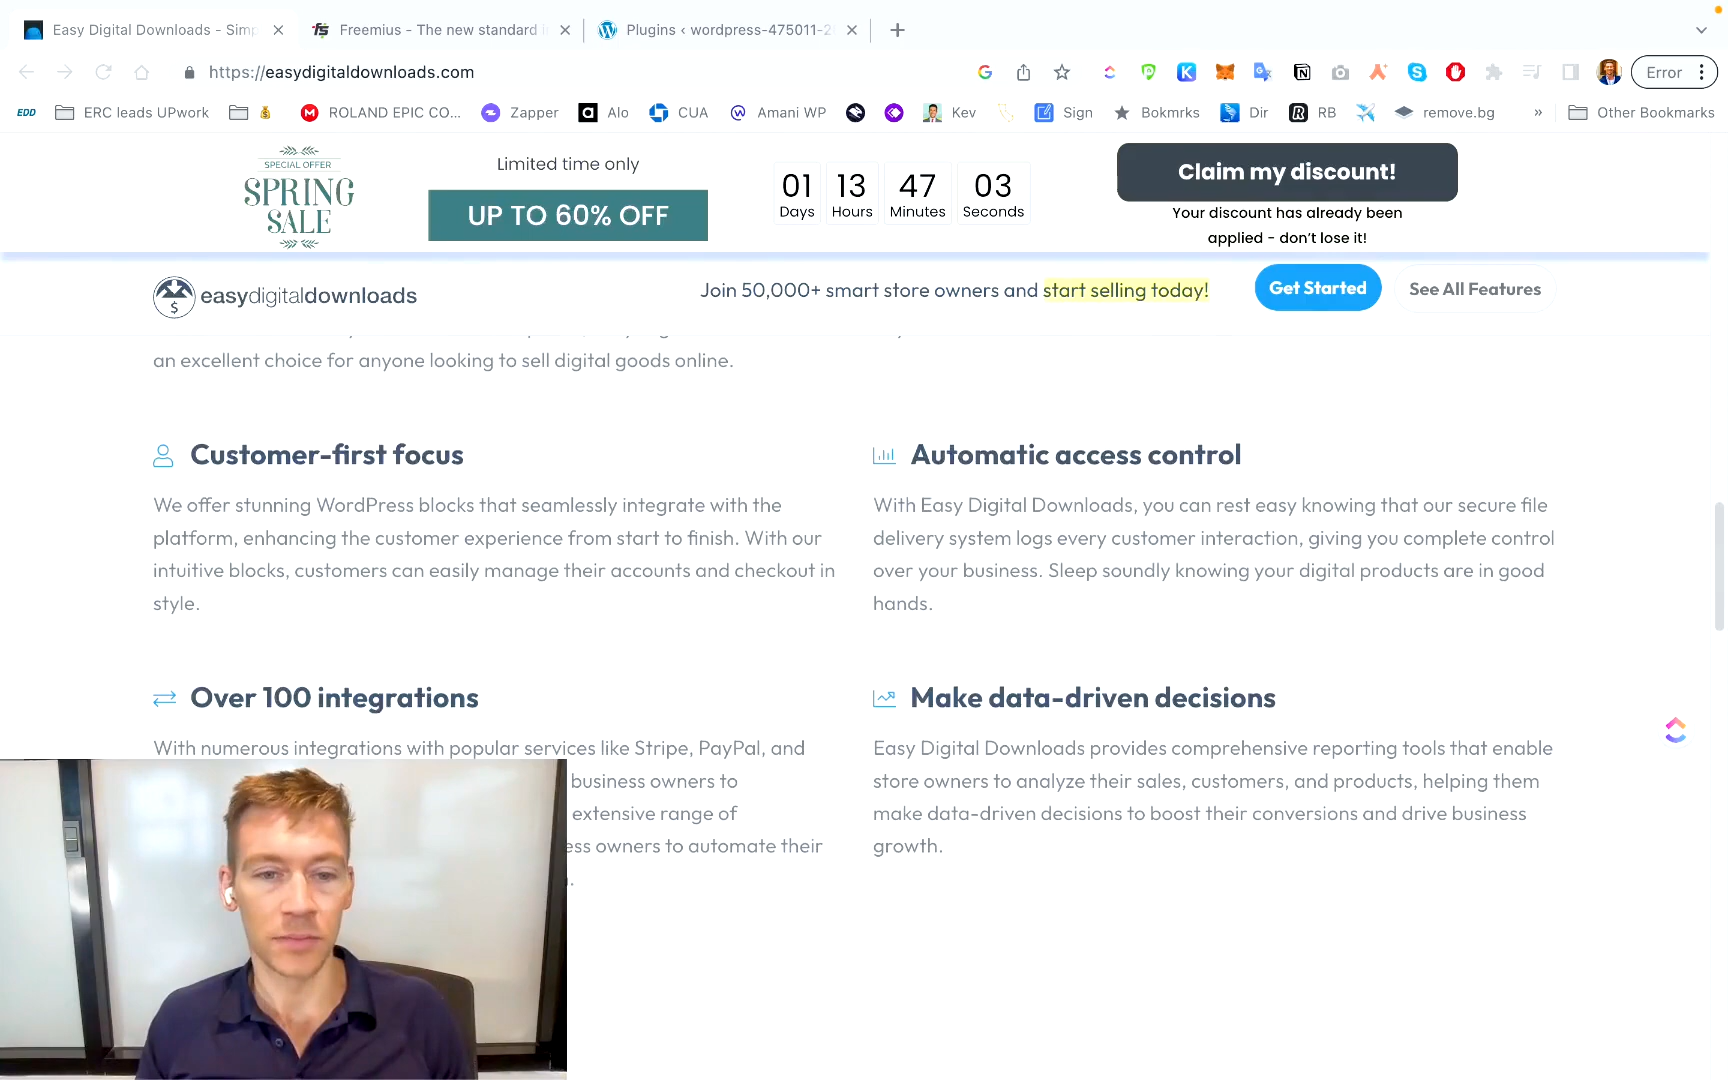 Easy Digital Downloads - Simp
Freemius - The new standard i
Plugins ‹ wordpress-475011-2
https://easydigitaldownloads.com
Error
EDD
ERC leads UPwork
ROLAND EPIC CO...
Zapper
Alo
CUA
Amani WP
Kev
Sign
Bokmrks
Dir
RB
remove.bg
»
Other Bookmarks
SPECIAL OFFER
SPRING
SALE
Limited time only
UP TO 60% OFF
01 13 47 03
Days Hours Minutes Seconds
Claim my discount!
Your discount has already been
applied - don't lose it!
easydigitaldownloads
Join 50,000+ smart store owners and start selling today!
Get Started
See All Features
an excellent choice for anyone looking to sell digital goods online.
Customer-first focus
We offer stunning WordPress blocks that seamlessly integrate with the
platform, enhancing the customer experience from start to finish. With our
intuitive blocks, customers can easily manage their accounts and checkout in
style.
Automatic access control
With Easy Digital Downloads, you can rest easy knowing that our secure file
delivery system logs every customer interaction, giving you complete control
over your business. Sleep soundly knowing your digital products are in good
hands.
Over 100 integrations
With numerous integrations with popular services like Stripe, PayPal, and
business owners to
extensive range of
ess owners to automate their
Make data-driven decisions
Easy Digital Downloads provides comprehensive reporting tools that enable
store owners to analyze their sales, customers, and products, helping them
make data-driven decisions to boost their conversions and drive business
growth.